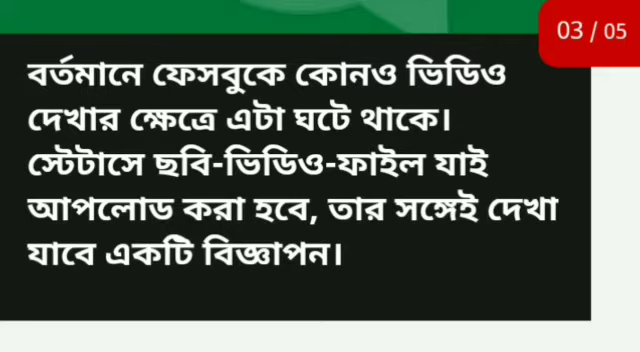 03 / 05
বর্তমানে ফেসবুকে কোনও ভিডিও
দেখার ক্ষেত্রে এটা ঘটে থাকে।
স্টেটাসে ছবি-ভিডিও-ফাইল যাই
আপলোড করা হবে, তার সঙ্গেই দেখা
যাবে একটি বিজ্ঞাপন।